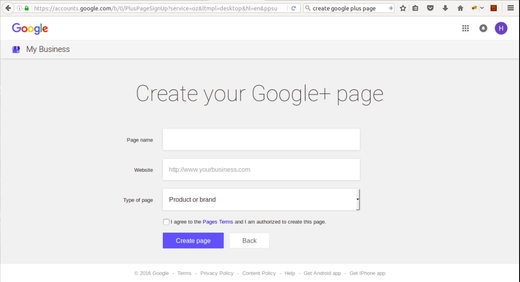 https://accounts.google.com/b/0/PlusPageSignUp?service=oz&ltmpl=desktop&hl=en&ppsu
create google plus page
Google
H
My Business
Create your Google+ page
Page name
Website http://www.yourbusiness.com
Type of page Product or brand
I agree to the Pages Terms and I am authorized to create this page.
Create page Back
© 2016 Google - Terms - Privacy Policy - Content Policy - Help - Get Android app - Get iPhone app